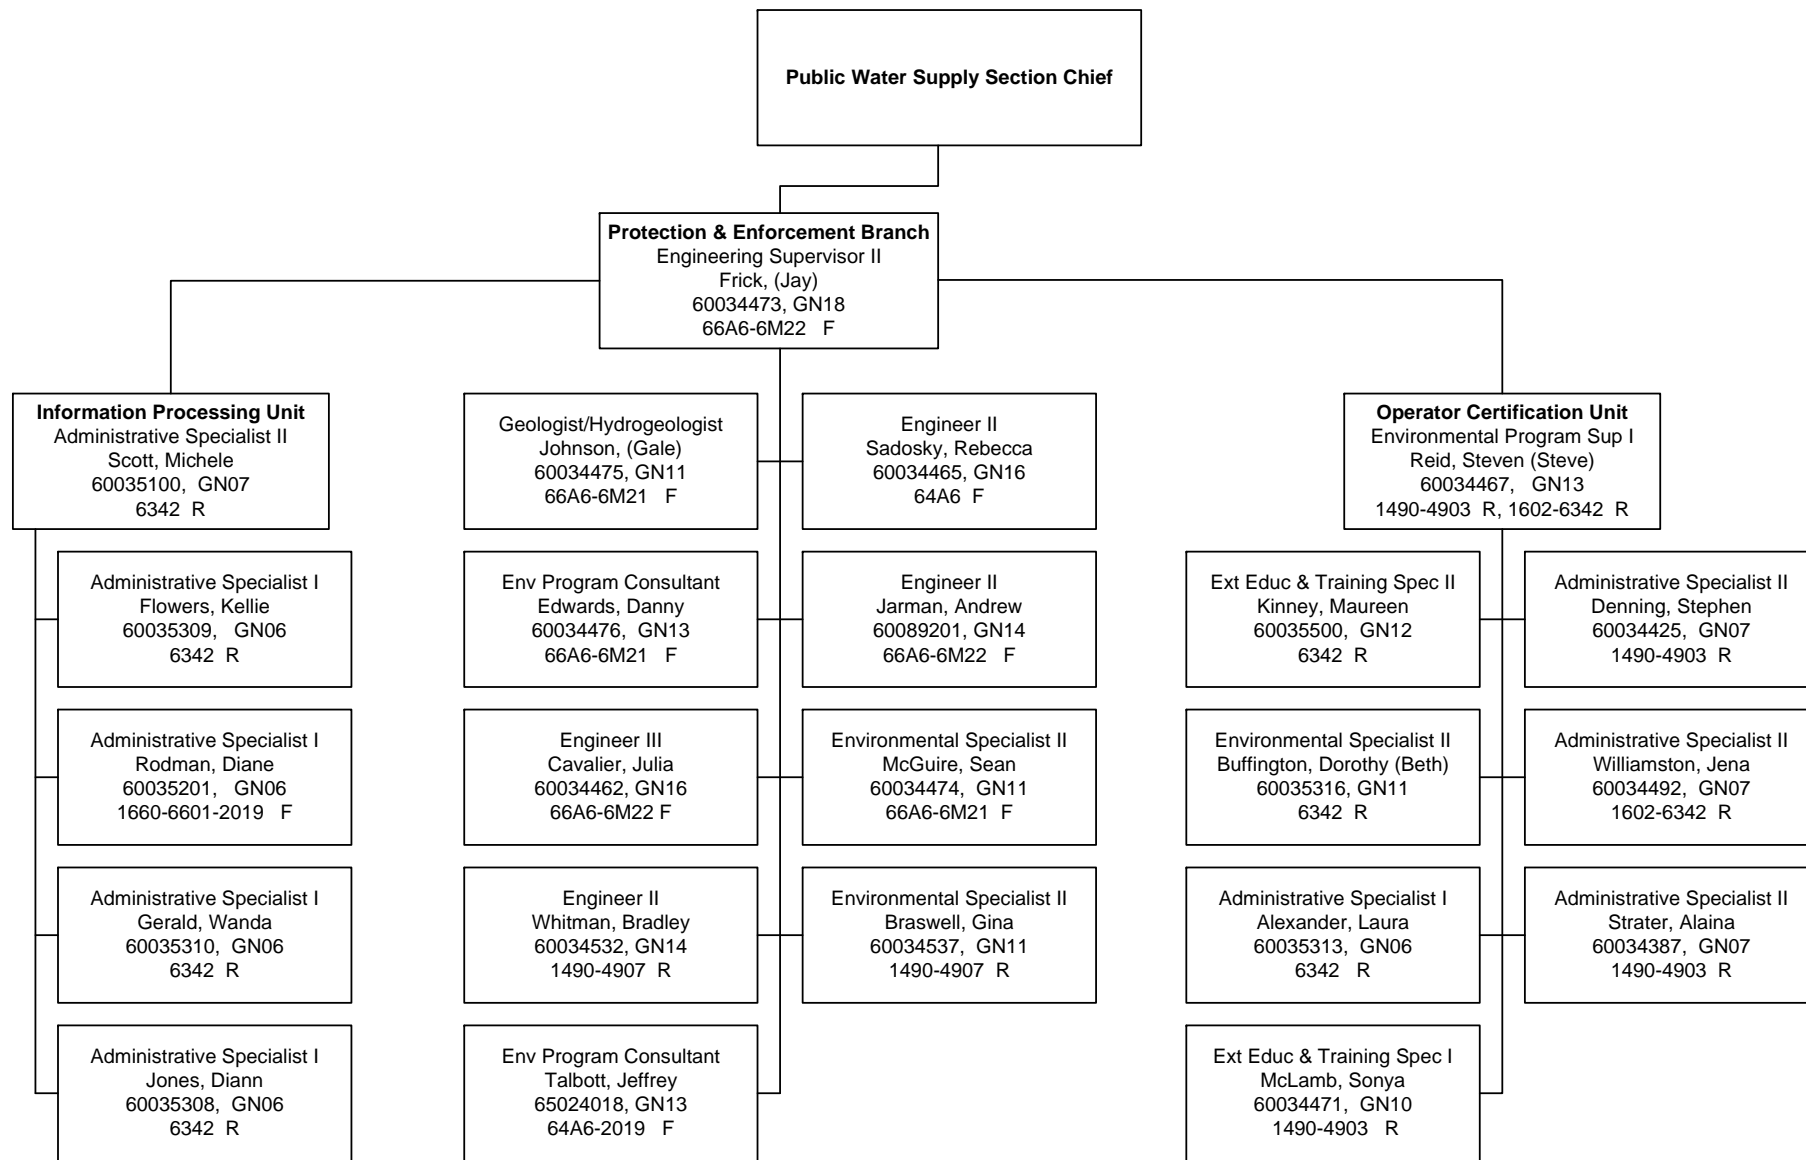 Public Water Supply Section Chief
Protection & Enforcement Branch
Engineering Supervisor II
Frick, (Jay)
60034473, GN18
66A6-6M22 F
Information Processing Unit
Administrative Specialist II
Scott, Michele
60035100, GN07
6342 R
Administrative Specialist I
Flowers, Kellie
60035309, GN06
6342 R
Administrative Specialist I
Rodman, Diane
60035201, GN06
1660-6601-2019 F
Administrative Specialist I
Gerald, Wanda
60035310, GN06
6342 R
Administrative Specialist I
Jones, Diann
60035308, GN06
6342 R
Geologist/Hydrogeologist
Johnson, (Gale)
60034475, GN11
66A6-6M21 F
Engineer II
Sadosky, Rebecca
60034465, GN16
64A6 F
Env Program Consultant
Edwards, Danny
60034476, GN13
66A6-6M21 F
Engineer II
Jarman, Andrew
60089201, GN14
66A6-6M22 F
Engineer III
Cavalier, Julia
60034462, GN16
66A6-6M22 F
Environmental Specialist II
McGuire, Sean
60034474, GN11
66A6-6M21 F
Engineer II
Whitman, Bradley
60034532, GN14
1490-4907 R
Environmental Specialist II
Braswell, Gina
60034537, GN11
1490-4907 R
Env Program Consultant
Talbott, Jeffrey
65024018, GN13
64A6-2019 F
Operator Certification Unit
Environmental Program Sup I
Reid, Steven (Steve)
60034467, GN13
1490-4903 R, 1602-6342 R
Ext Educ & Training Spec II
Kinney, Maureen
60035500, GN12
6342 R
Administrative Specialist II
Denning, Stephen
60034425, GN07
1490-4903 R
Environmental Specialist II
Buffington, Dorothy (Beth)
60035316, GN11
6342 R
Administrative Specialist II
Williamston, Jena
60034492, GN07
1602-6342 R
Administrative Specialist I
Alexander, Laura
60035313, GN06
6342 R
Administrative Specialist II
Strater, Alaina
60034387, GN07
1490-4903 R
Ext Educ & Training Spec I
McLamb, Sonya
60034471, GN10
1490-4903 R